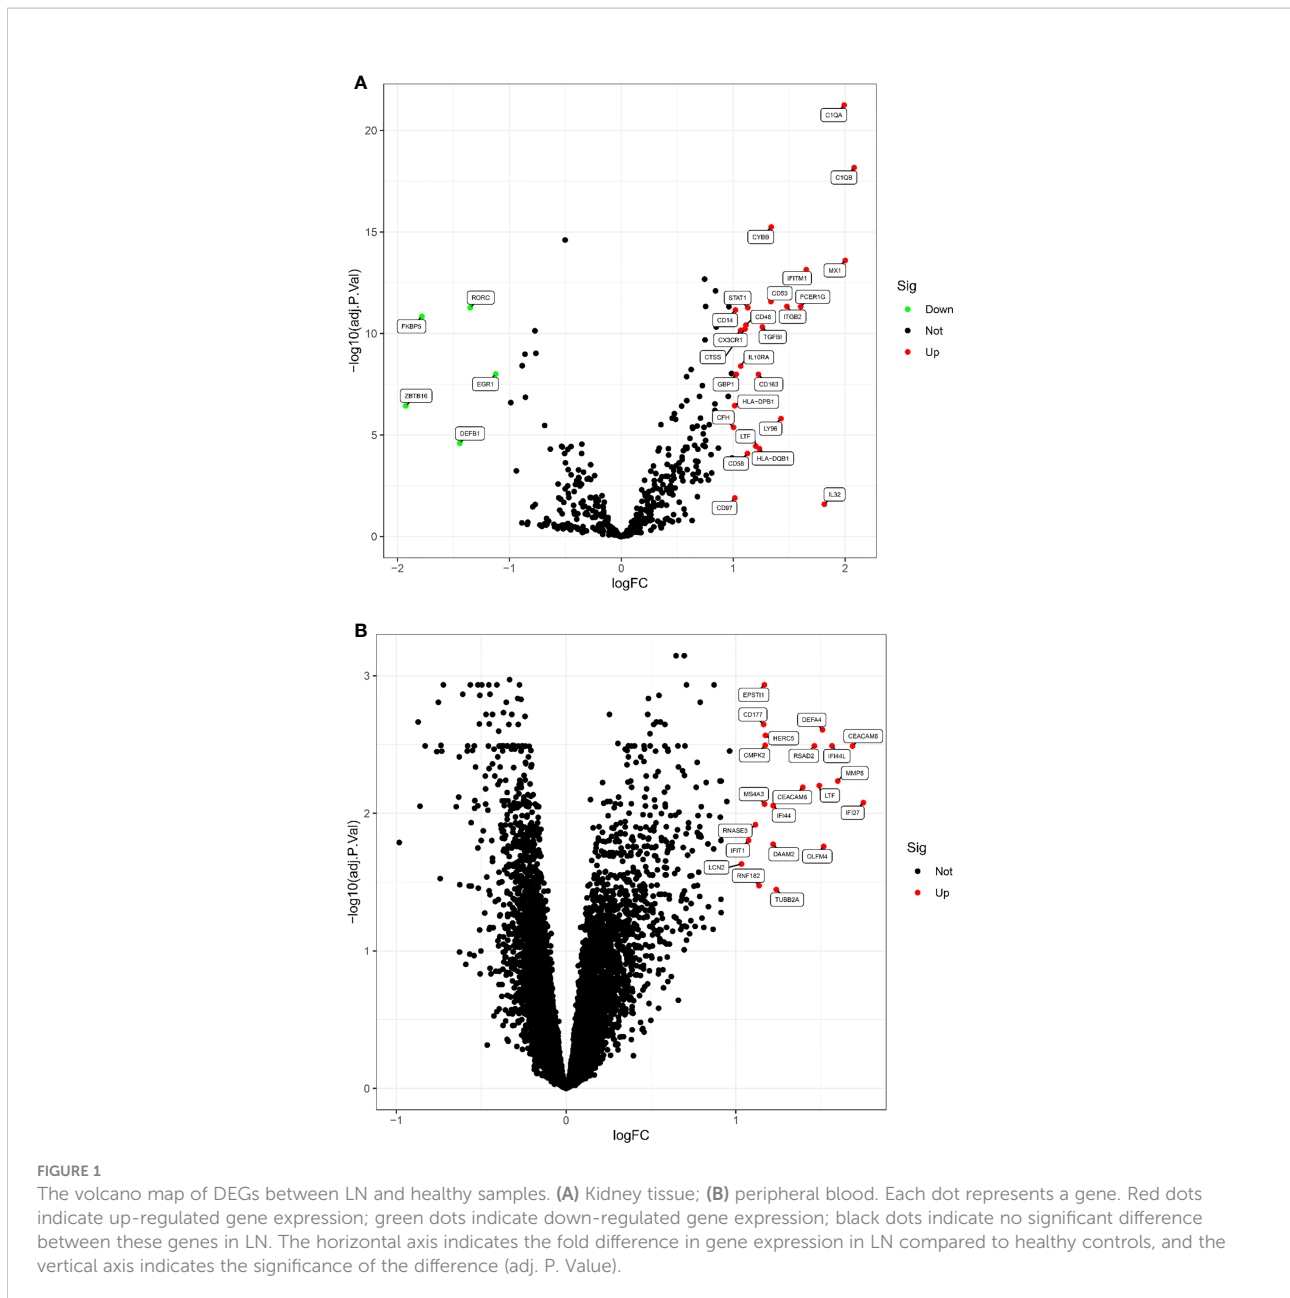 A
20
15
10
5
0
−log10(adj.P.Val)
−2
−1
0
1
2
logFC
C1QA
C1QB
CYBB
MX1
IFITM1
CD53
FCER1G
STAT1
ITGB2
CD14
CD48
CX3CR1
TGFBI
CTSS
IL10RA
GBP1
CD163
HLA−DPB1
CFH
LY96
LTF
CD58
HLA−DQB1
IL32
CD97
RORC
FKBP5
EGR1
ZBTB16
DEFB1
Sig
Down
Not
Up
B
3
2
1
0
−log10(adj.P.Val)
−1
0
1
logFC
EPSTI1
CD177
DEFA4
HERC5
CEACAM8
CMPK2
RSAD2
IFI44L
MMP8
MS4A3
CEACAM6
LTF
IFI44
IFI27
RNASE3
IFIT1
DAAM2
OLFM4
LCN2
RNF182
TUBB2A
Sig
Not
Up
FIGURE 1
The volcano map of DEGs between LN and healthy samples. (A) Kidney tissue; (B) peripheral blood. Each dot represents a gene. Red dots
indicate up-regulated gene expression; green dots indicate down-regulated gene expression; black dots indicate no significant difference
between these genes in LN. The horizontal axis indicates the fold difference in gene expression in LN compared to healthy controls, and the
vertical axis indicates the significance of the difference (adj. P. Value).